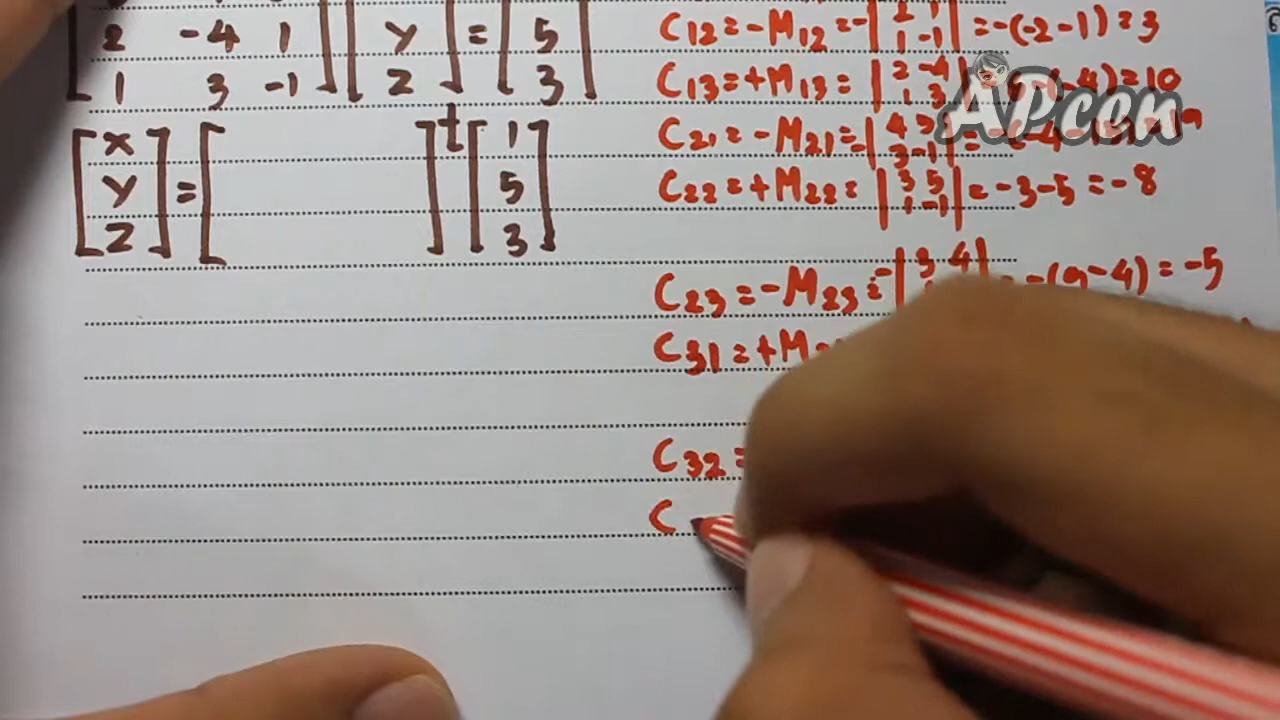 2 -4 1 y = 5
1 3 -1 z 3
[x y z] = [ ]t [1 5 3]
C12 = -M12 = - |2 1 1 -1| = -(-2-1) = 3
C13 = +M13 = |2 -4 1 3| -4) = 10
APcen
C21 = -M21 = -
C22 = +M22 = |3 5 1 -1| = -3-5 = -8
C23 = -M23 = - |3 4 = -(9-4) = -5
C31 = +M
C32 =
C